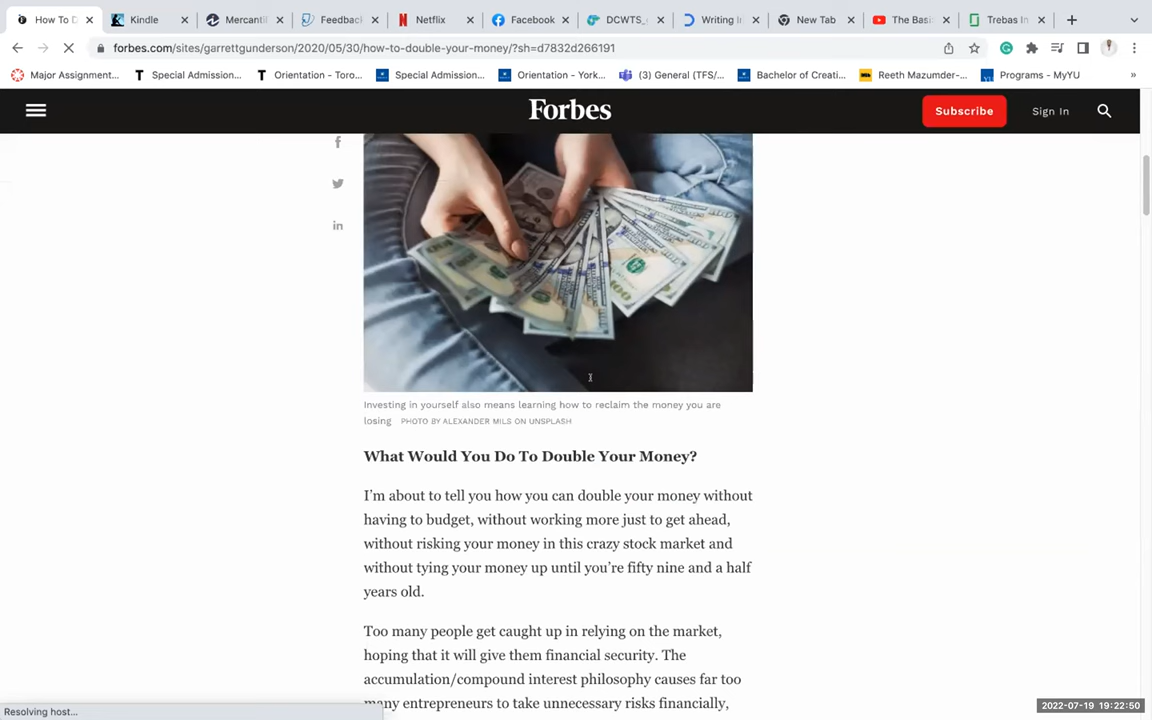 How To D
Kindle
Mercantil
Feedback
Netflix
Facebook
DCWTS_
Writing I
New Tab
The Basi
Trebas In
forbes.com/sites/garrettgunderson/2020/05/30/how-to-double-your-money/?sh=d7832d266191
Major Assignment...
Special Admission...
Orientation - Toro...
Special Admission...
Orientation - York...
(3) General (TFS/...
Bachelor of Creati...
Reeth Mazumder-...
Programs - MyYU
»
Forbes
Subscribe
Sign In
Investing in yourself also means learning how to reclaim the money you are
losing PHOTO BY ALEXANDER MILS ON UNSPLASH
What Would You Do To Double Your Money?
I'm about to tell you how you can double your money without
having to budget, without working more just to get ahead,
without risking your money in this crazy stock market and
without tying your money up until you're fifty nine and a half
years old.
Too many people get caught up in relying on the market,
hoping that it will give them financial security. The
accumulation/compound interest philosophy causes far too
many entrepreneurs to take unnecessary risks financially,
Resolving host...
2022-07-19 19:22:50